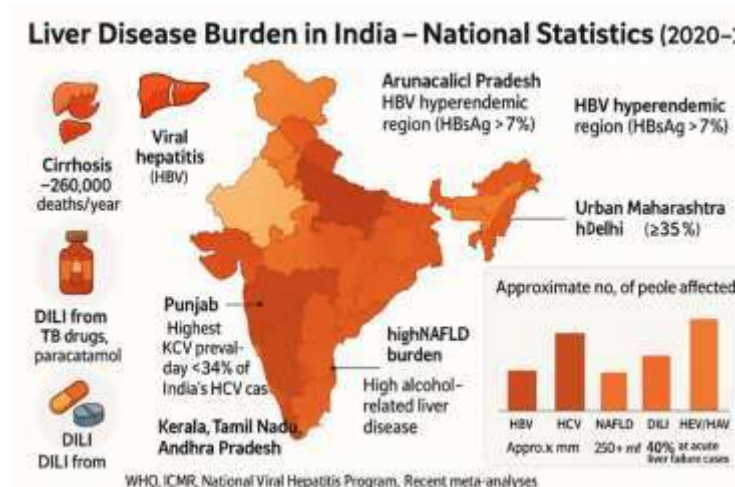 Liver Disease Burden in India – National Statistics (2020–
Cirrhosis
~260,000
deaths/year
Viral
hepatitis
(HBV)
Arunacalicl Pradesh
HBV hyperendemic
region (HBsAg >7%)
HBV hyperendemic
region (HBsAg >7%)
Urban Maharashtra
hDelhi (≥35%)
DILI from
TB drugs,
paracatamol
Punjab
Highest
KCV preval-
day <34% of
India's HCV cas
highNAFLD
burden
High alcohol-
related liver
disease
Kerala, Tamil Nadu,
Andhra Pradesh
DILI
DILI from
Approximate no, of peole affected
HBV HCV NAFLD DILI HEV/HAV
Appro.x mm 250+ mf 40% at acute
liver failure cases
WHO, ICMR, National Viral Hepatitis Program, Recent meta-analyses